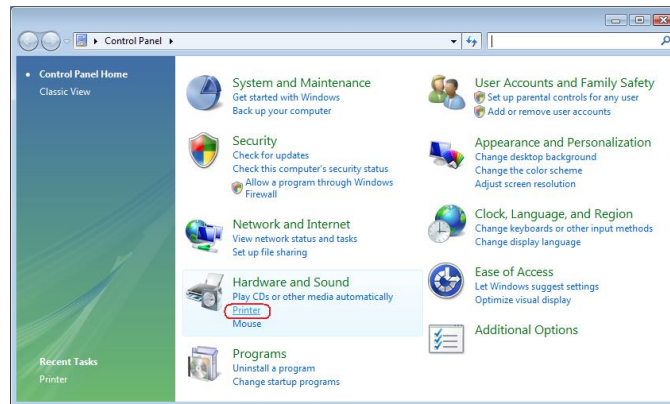 Control Panel
Control Panel Home
Classic View
System and Maintenance
Get started with Windows
Back up your computer
Security
Check for updates
Check this computer's security status
Allow a program through Windows
Firewall
Network and Internet
View network status and tasks
Set up file sharing
Hardware and Sound
Play CDs or other media automatically
Printer
Mouse
Programs
Uninstall a program
Change startup programs
User Accounts and Family Safety
Set up parental controls for any user
Add or remove user accounts
Appearance and Personalization
Change desktop background
Change the color scheme
Adjust screen resolution
Clock, Language, and Region
Change keyboards or other input methods
Change display language
Ease of Access
Let Windows suggest settings
Optimize visual display
Additional Options
Recent Tasks
Printer